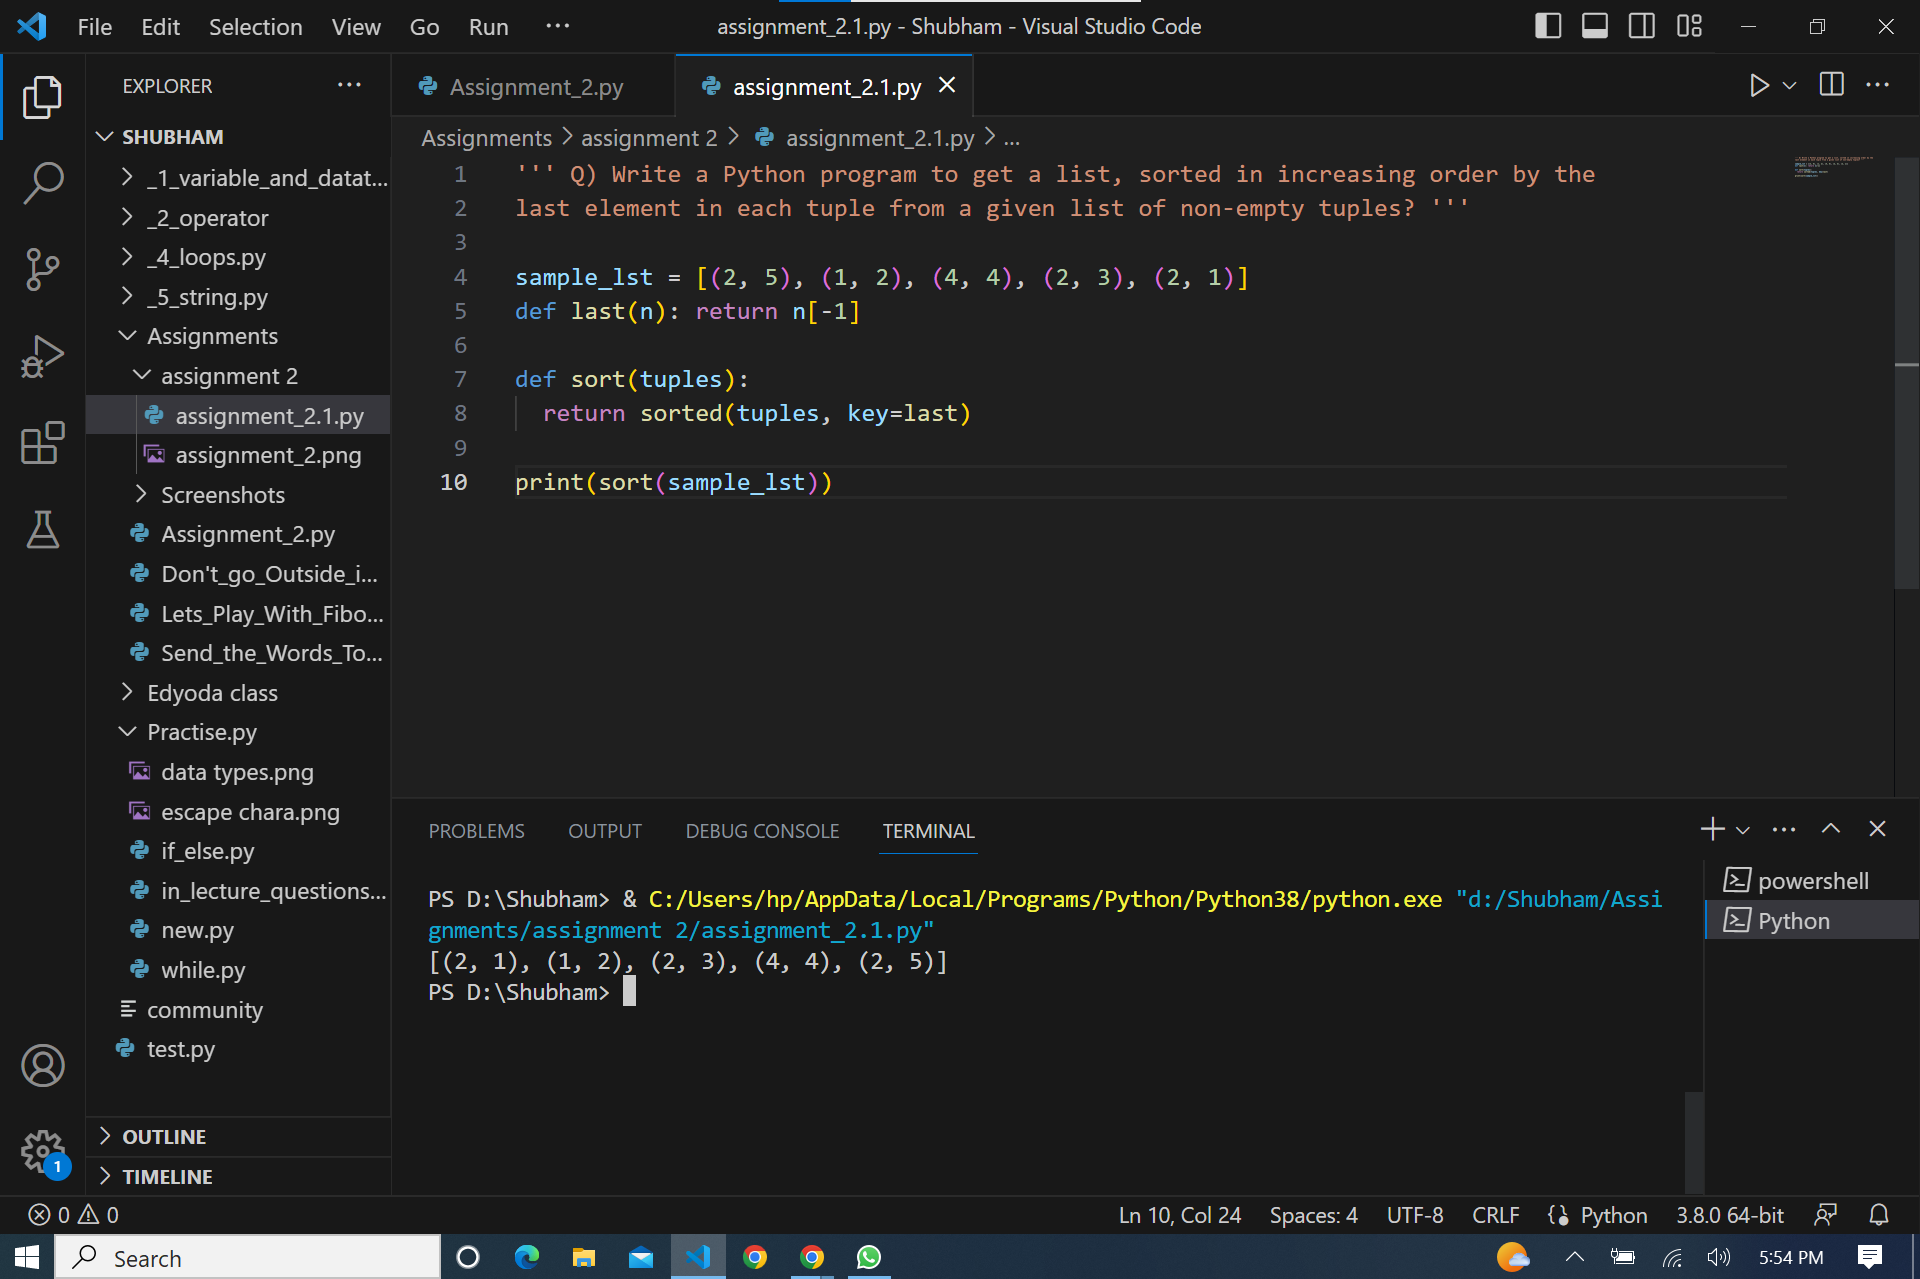 File Edit Selection View Go Run ···
assignment_2.1.py - Shubham - Visual Studio Code
EXPLORER
SHUBHAM
_1_variable_and_datat...
_2_operator
_4_loops.py
_5_string.py
Assignments
assignment 2
assignment_2.1.py
assignment_2.png
Screenshots
Assignment_2.py
Don't_go_Outside_i...
Lets_Play_With_Fibo...
Send_the_Words_To...
Edyoda class
Practise.py
data types.png
escape chara.png
if_else.py
in_lecture_questions...
new.py
while.py
community
test.py
OUTLINE
TIMELINE
1
Assignment_2.py assignment_2.1.py
Assignments > assignment 2 > assignment_2.1.py > ...
1 ''' Q) Write a Python program to get a list, sorted in increasing order by the
2 last element in each tuple from a given list of non-empty tuples? '''
3
4 sample_lst = [(2, 5), (1, 2), (4, 4), (2, 3), (2, 1)]
5 def last(n): return n[-1]
6
7 def sort(tuples):
8 return sorted(tuples, key=last)
9
10 print(sort(sample_lst))
PROBLEMS OUTPUT DEBUG CONSOLE TERMINAL
PS D:\Shubham> & C:/Users/hp/AppData/Local/Programs/Python/Python38/python.exe "d:/Shubham/Assi
gnments/assignment 2/assignment_2.1.py"
[(2, 1), (1, 2), (2, 3), (4, 4), (2, 5)]
PS D:\Shubham>
powershell
Python
0 0
Ln 10, Col 24 Spaces: 4 UTF-8 CRLF Python 3.8.0 64-bit
Search
5:54 PM